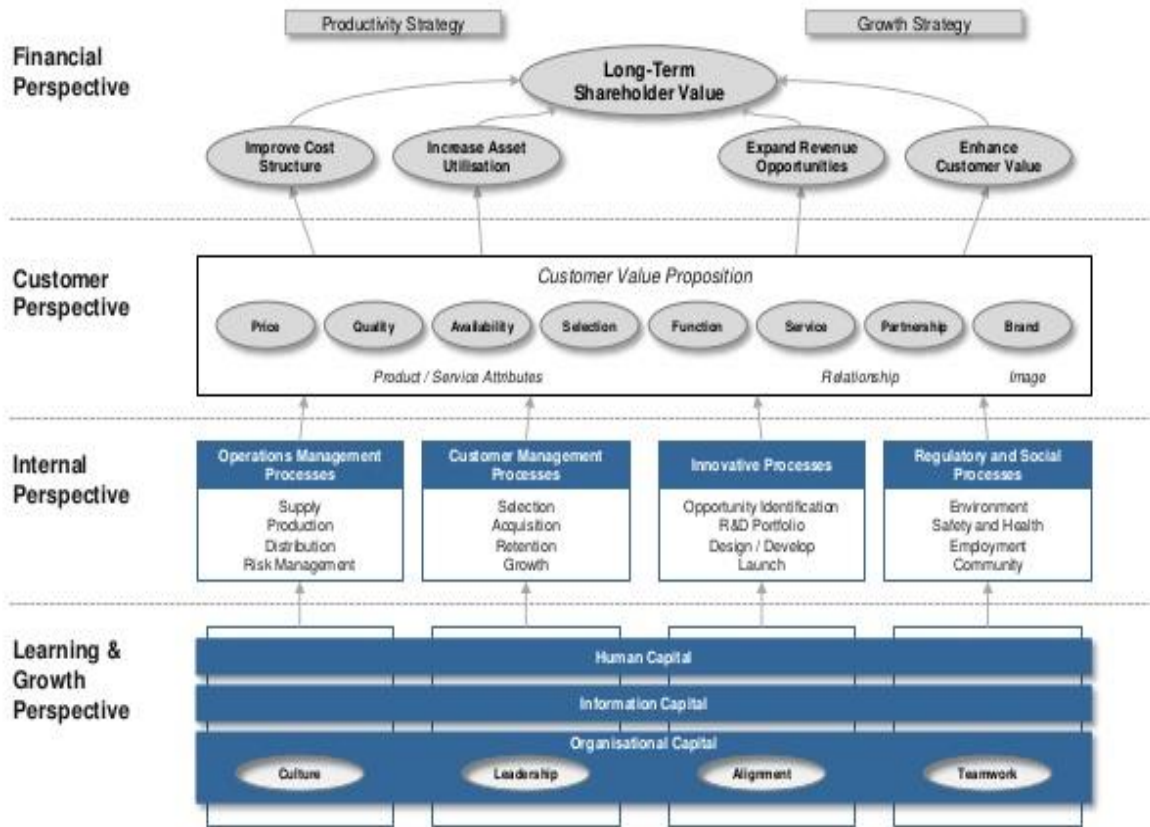 Productivity Strategy
Growth Strategy
Financial
Perspective
Long-Term
Shareholder Value
Improve Cost
Structure
Increase Asset
Utilisation
Expand Revenue
Opportunities
Enhance
Customer Value
Customer
Perspective
Customer Value Proposition
Price
Quality
Availability
Selection
Function
Service
Partnership
Brand
Product / Service Attributes
Relationship
Image
Internal
Perspective
Operations Management
Processes
Supply
Production
Distribution
Risk Management
Customer Management
Processes
Selection
Acquisition
Retention
Growth
Innovative Processes
Opportunity Identification
R&D Portfolio
Design / Develop
Launch
Regulatory and Social
Processes
Environment
Safety and Health
Employment
Community
Learning &
Growth
Perspective
Human Capital
Information Capital
Organisational Capital
Culture
Leadership
Alignment
Teamwork